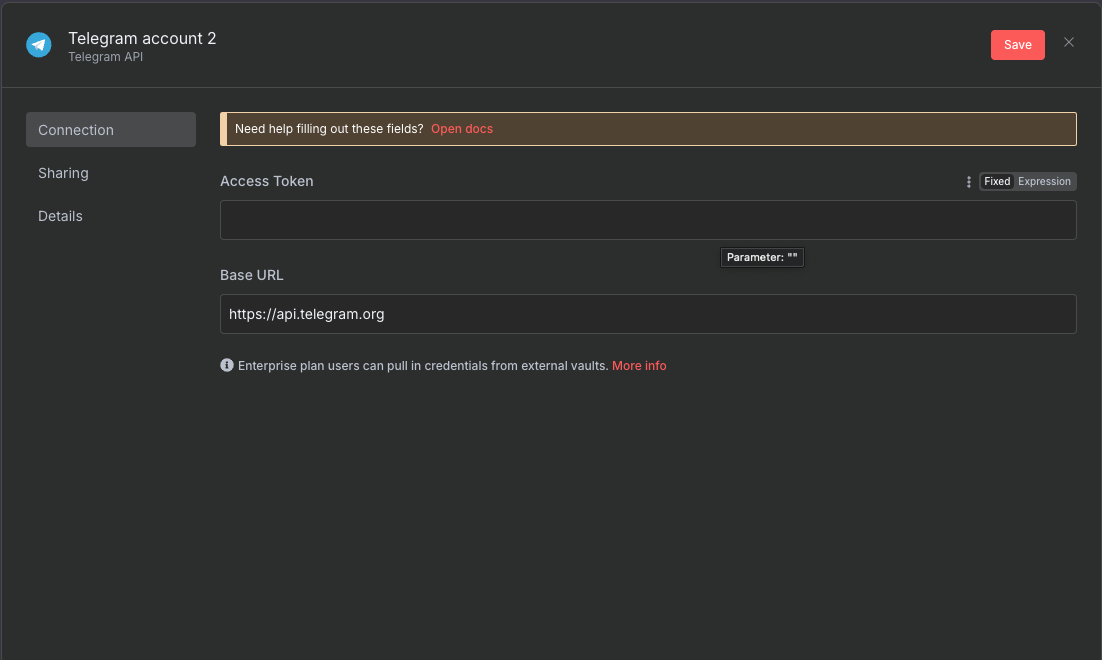 Telegram account 2
Telegram API
Save
Connection
Sharing
Details
Need help filling out these fields? Open docs
Access Token
Fixed Expression
Parameter: ""
Base URL
https://api.telegram.org
Enterprise plan users can pull in credentials from external vaults. More info